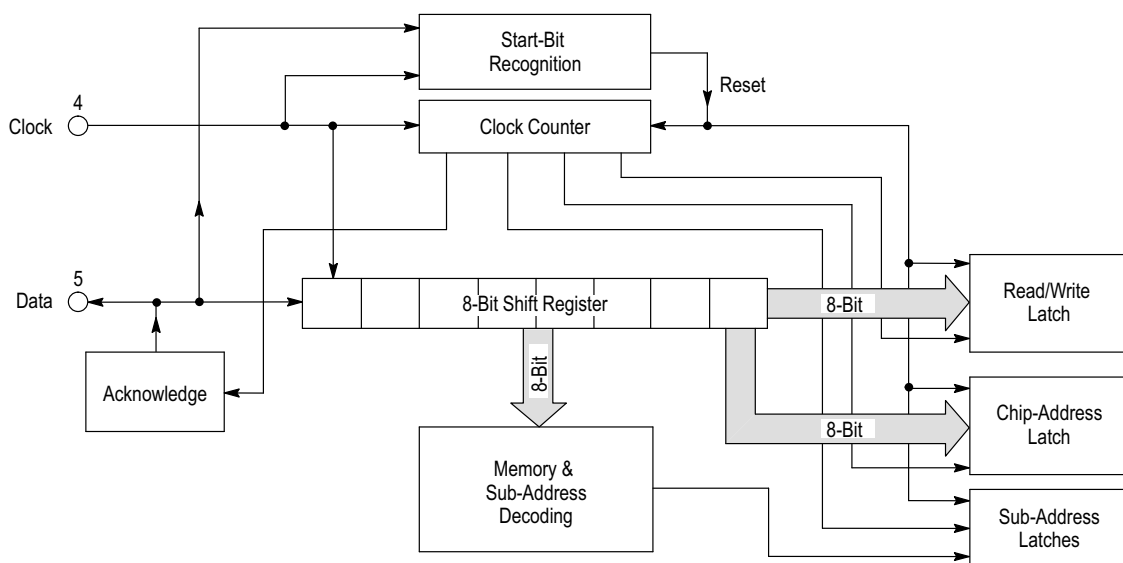 Start-Bit
Recognition
Reset
4
Clock
Clock Counter
5
Data
8-Bit Shift Register
8-Bit
Read/Write
Latch
Acknowledge
8-Bit
8-Bit
Chip-Address
Latch
Memory &
Sub-Address
Decoding
Sub-Address
Latches